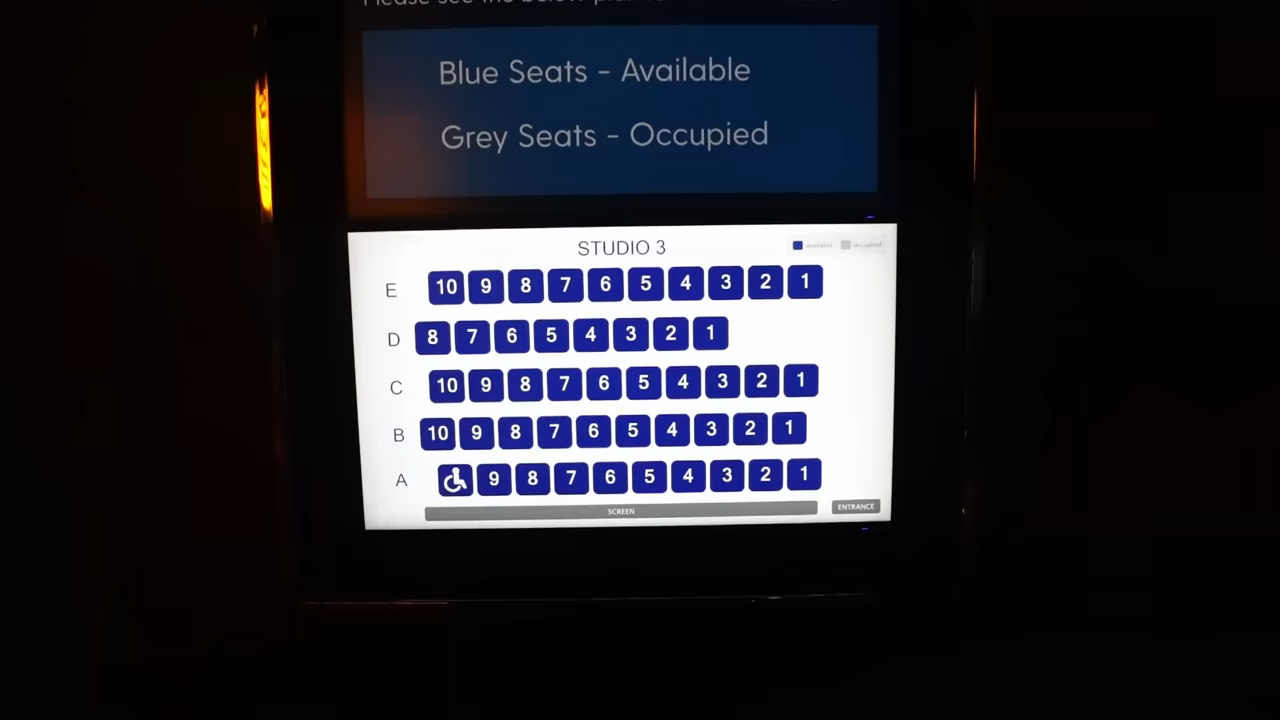 Blue Seats - Available
Grey Seats - Occupied
STUDIO 3
available occupied
E 10 9 8 7 6 5 4 3 2 1
D 8 7 6 5 4 3 2 1
C 10 9 8 7 6 5 4 3 2 1
B 10 9 8 7 6 5 4 3 2 1
A 9 8 7 6 5 4 3 2 1
SCREEN ENTRANCE